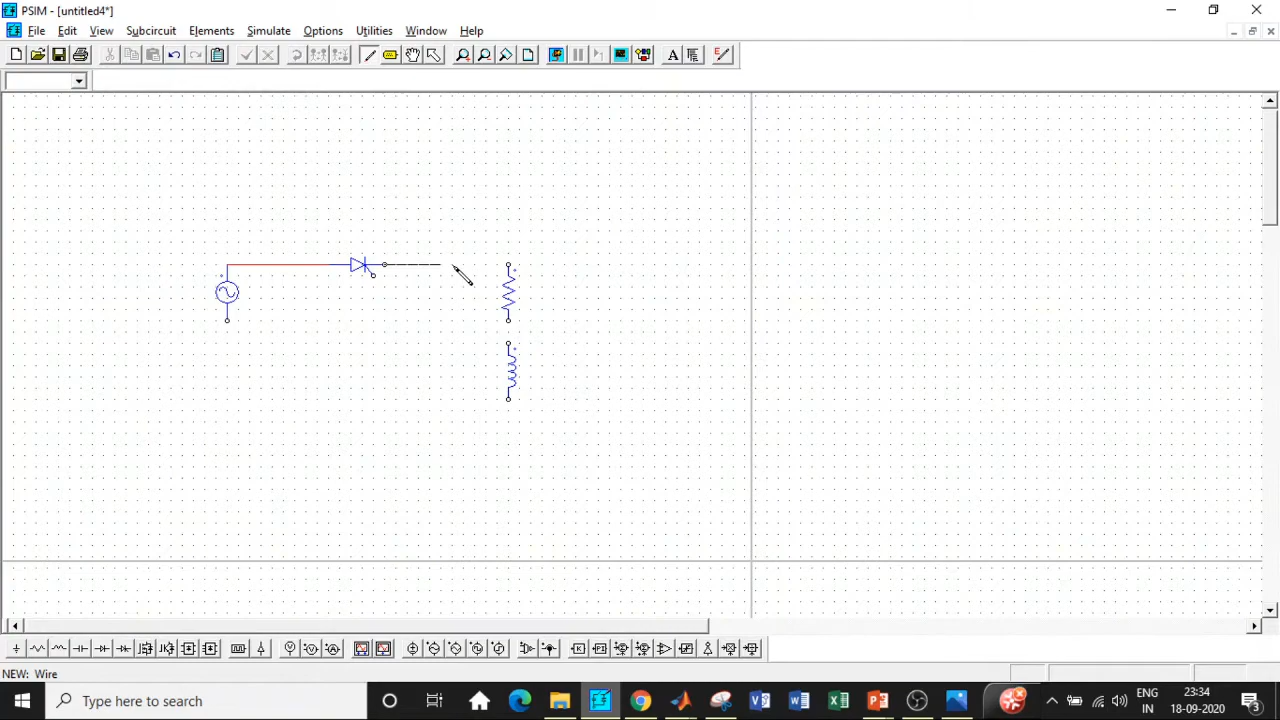 PSIM - [untitled4*]
File Edit View Subcircuit Elements Simulate Options Utilities Window Help
NEW: Wire
Type here to search
ENG
IN
23:34
18-09-2020
3